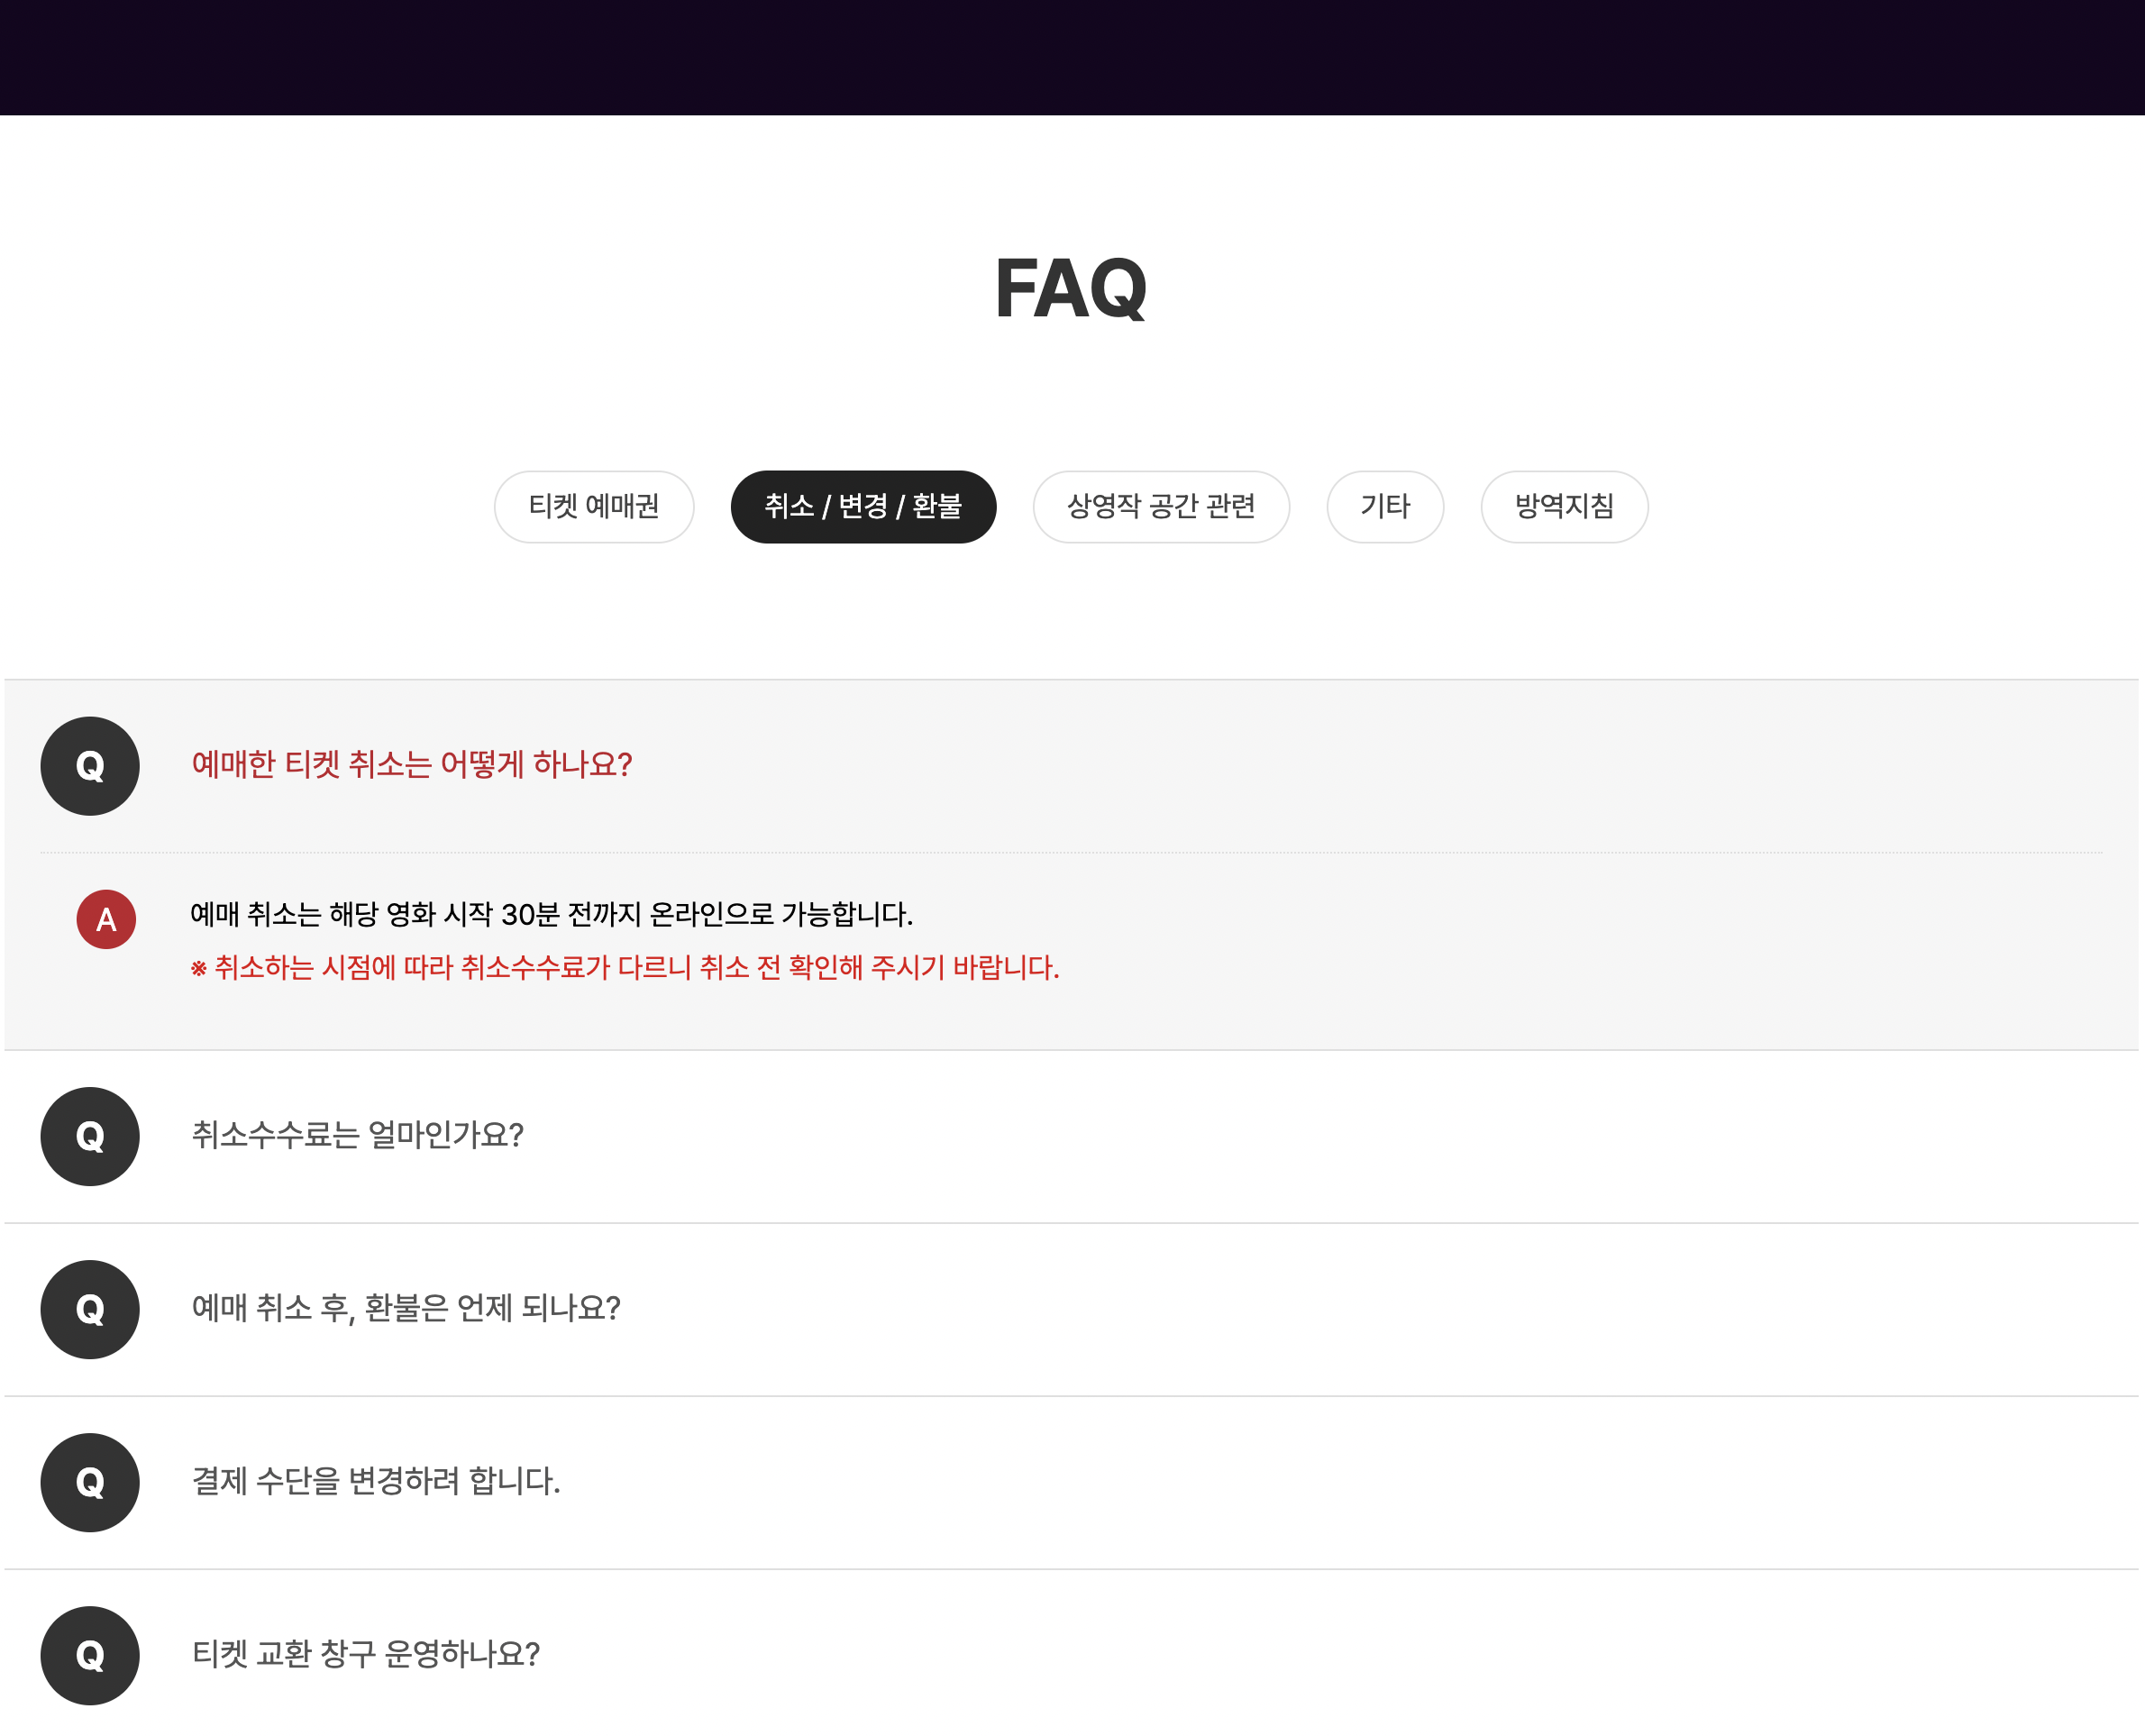 FAQ
티켓 예매권
취소 / 변경 / 환불
상영작 공간 관련
기타
방역지침
Q
예매한 티켓 취소는 어떻게 하나요?
A
예매 취소는 해당 영화 시작 30분 전까지 온라인으로 가능합니다.
※ 취소하는 시점에 따라 취소수수료가 다르니 취소 전 확인해 주시기 바랍니다.
Q
취소수수료는 얼마인가요?
Q
예매 취소 후, 환불은 언제 되나요?
Q
결제 수단을 변경하려 합니다.
Q
티켓 교환 창구 운영하나요?